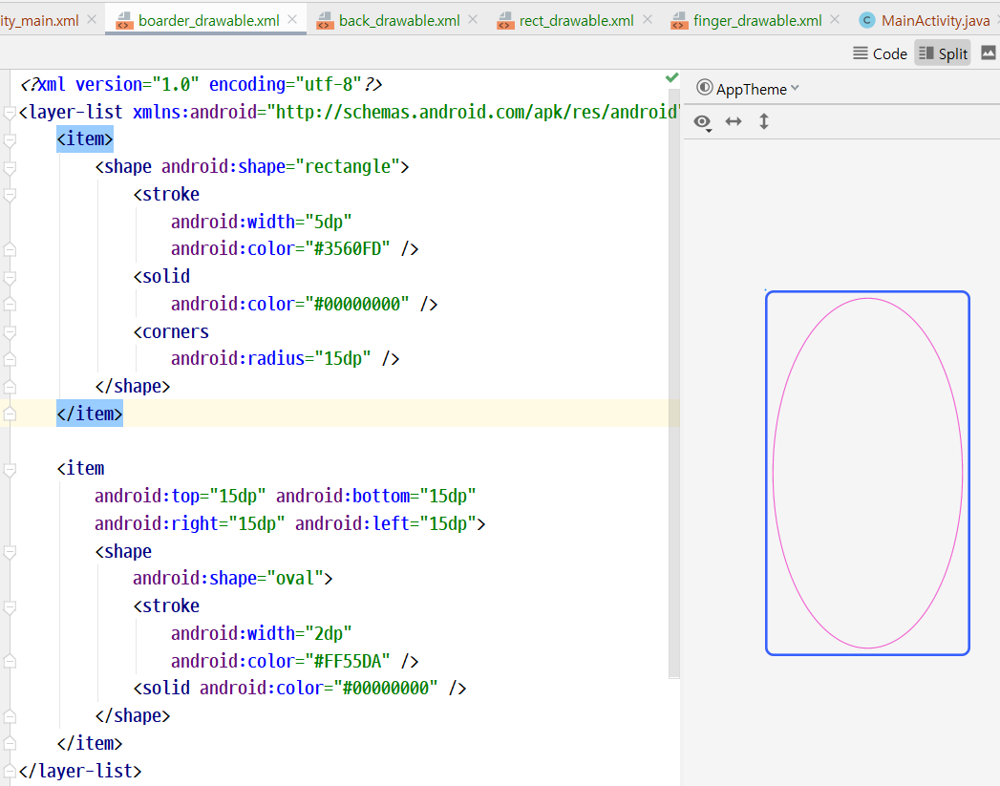 ity_main.xml boarder_drawable.xml back_drawable.xml rect_drawable.xml finger_drawable.xml C MainActivity.java
Code Split
<?xml version="1.0" encoding="utf-8"?>
<layer-list xmlns:android="http://schemas.android.com/apk/res/android"
<item>
<shape android:shape="rectangle">
<stroke
android:width="5dp"
android:color="#3560FD" />
<solid
android:color="#00000000" />
<corners
android:radius="15dp" />
</shape>
</item>
<item
android:top="15dp" android:bottom="15dp"
android:right="15dp" android:left="15dp">
<shape
android:shape="oval">
<stroke
android:width="2dp"
android:color="#FF55DA" />
<solid android:color="#00000000" />
</shape>
</item>
</layer-list>
AppTheme